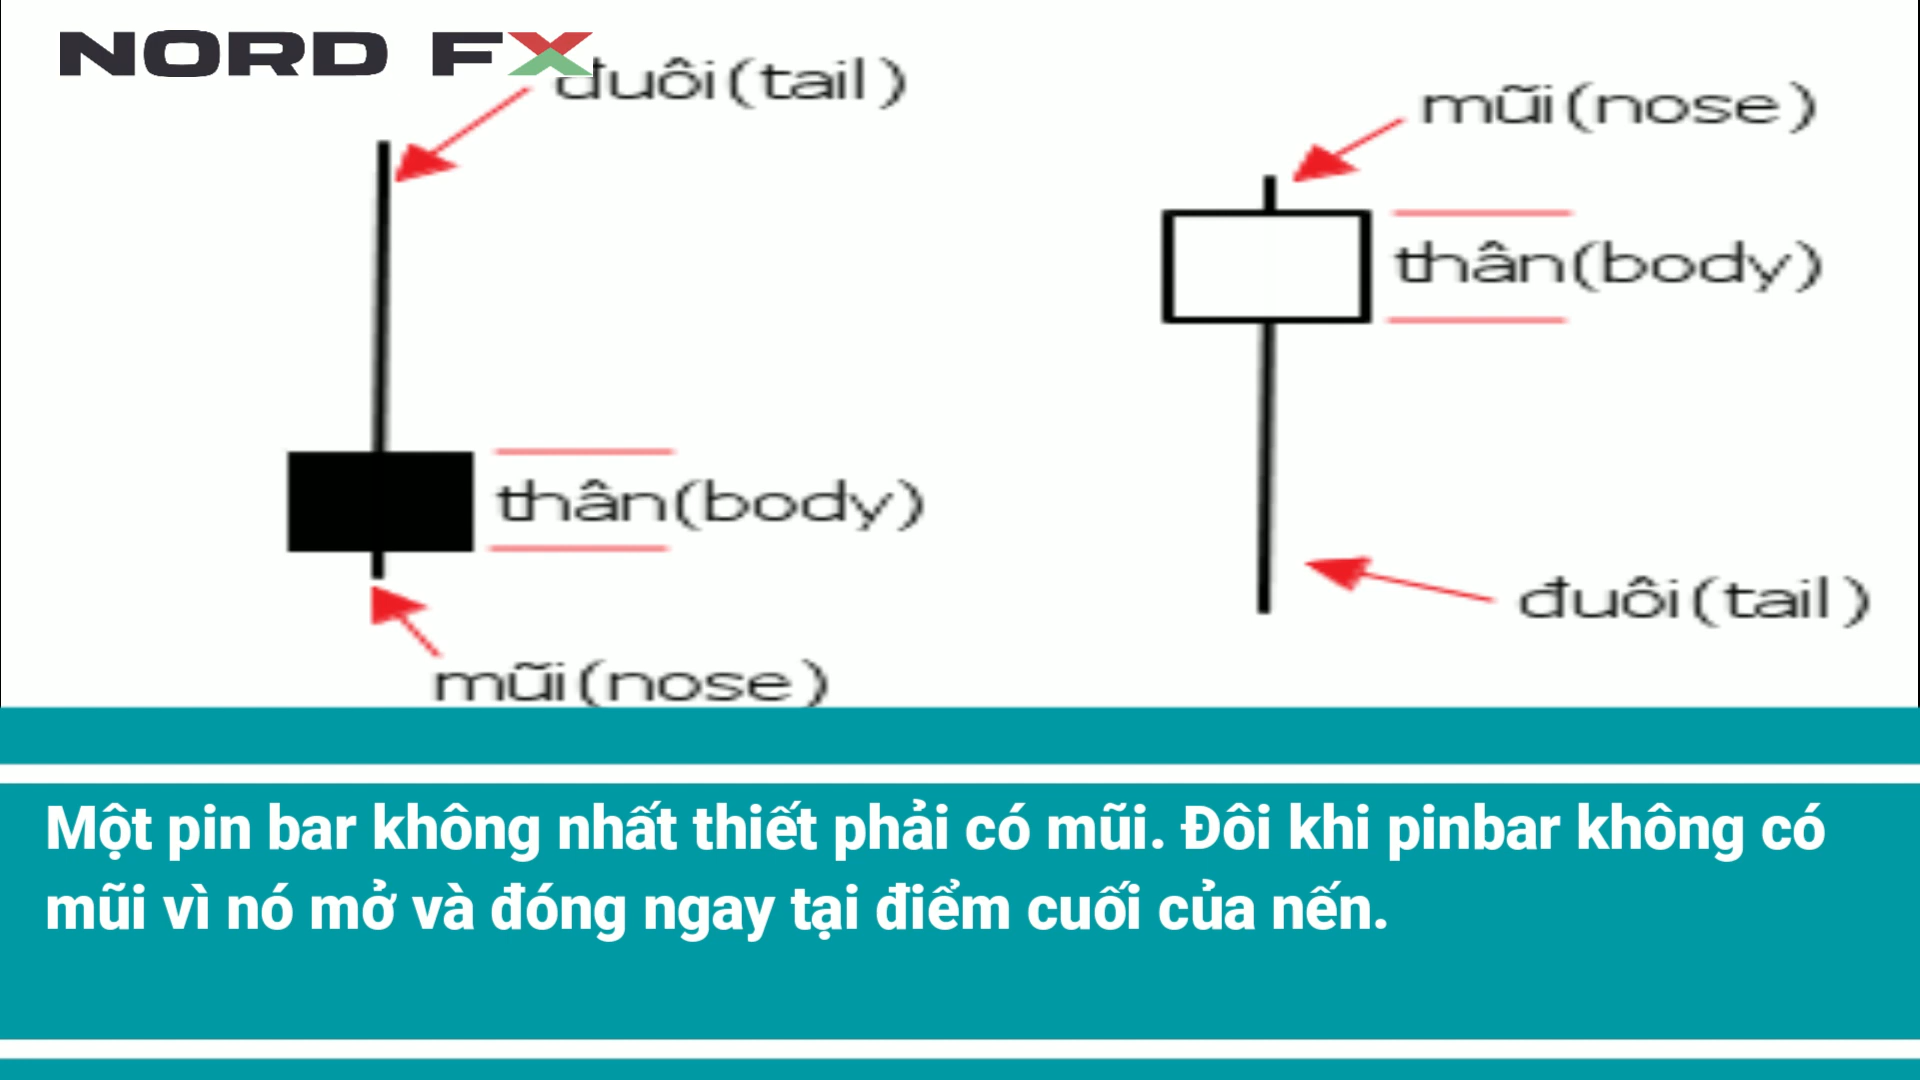 NORD FX
đuôi(tail)
mũi(nose)
thân(body)
thân(body)
đuôi(tail)
mũi(nose)
Một pin bar không nhất thiết phải có mũi. Đôi khi pinbar không có
mũi vì nó mở và đóng ngay tại điểm cuối của nến.